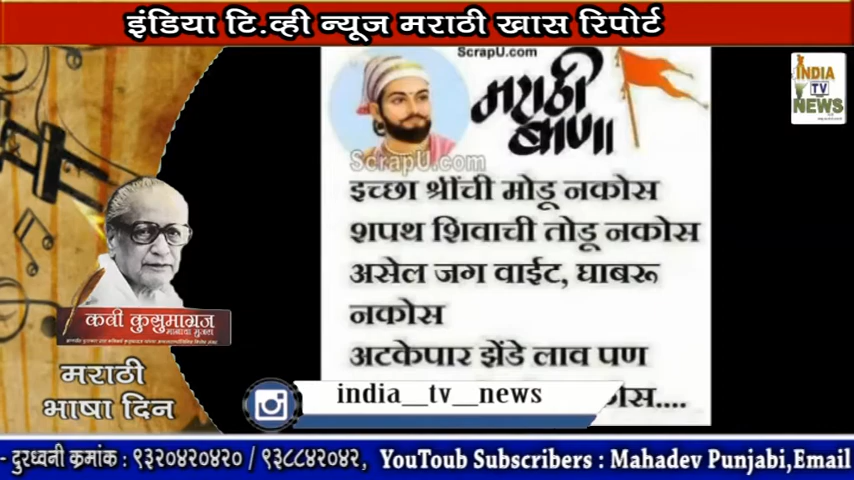 इंडिया टि.व्ही न्यूज मराठी खास रिपोर्ट
INDIA
TV
NEWS
ScrapU.com
मराठी
बाणा
ScrapU.com
इच्छा श्रींची मोडू नकोस
शपथ शिवाची तोडू नकोस
असेल जग वाईट, घाबरू
नकोस
अटकेपार झेंडे लाव पण
कोस....
कवी कुसुमाग्रज
मराठी
भाषा दिन
india__tv__news
- दुरध्वनी क्रमांक : ९३२०४२०४२० / ९३८८४२०४२, YouToub Subscribers : Mahadev Punjabi,Email